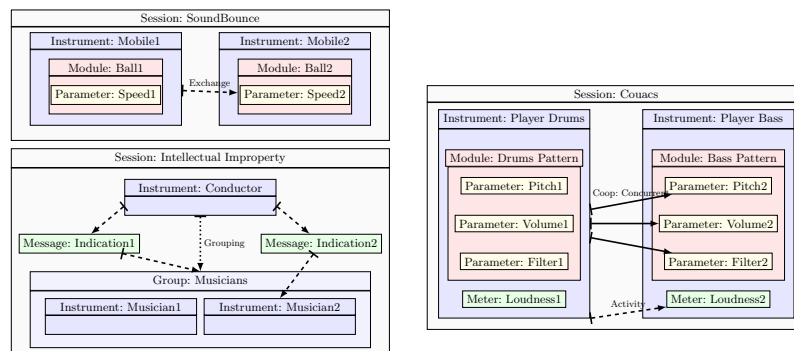 Session: SoundBounce
Instrument: Mobile1
Instrument: Mobile2
Module: Ball1
Module: Ball2
Exchange
Parameter: Speed1
Parameter: Speed2
Session: Intellectual Improperty
Instrument: Conductor
Message: Indication1
Grouping
Message: Indication2
Group: Musicians
Instrument: Musician1
Instrument: Musician2
Session: Couacs
Instrument: Player Drums
Instrument: Player Bass
Module: Drums Pattern
Module: Bass Pattern
Parameter: Pitch1
Coop: Concurrent
Parameter: Pitch2
Parameter: Volume1
Parameter: Volume2
Parameter: Filter1
Parameter: Filter2
Meter: Loudness1
Activity
Meter: Loudness2